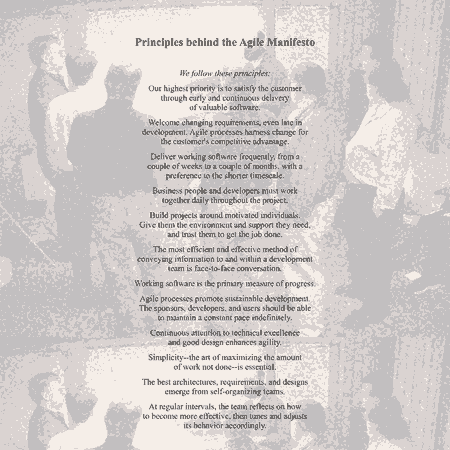 Principles behind the Agile Manifesto
We follow these principles:
Our highest priority is to satisfy the customer
through early and continuous delivery
of valuable software.
Welcome changing requirements, even late in
development. Agile processes harness change for
the customer's competitive advantage.
Deliver working software frequently, from a
couple of weeks to a couple of months, with a
preference to the shorter timescale.
Business people and developers must work
together daily throughout the project.
Build projects around motivated individuals.
Give them the environment and support they need,
and trust them to get the job done.
The most efficient and effective method of
conveying information to and within a development
team is face-to-face conversation.
Working software is the primary measure of progress.
Agile processes promote sustainable development.
The sponsors, developers, and users should be able
to maintain a constant pace indefinitely.
Continuous attention to technical excellence
and good design enhances agility.
Simplicity--the art of maximizing the amount
of work not done--is essential.
The best architectures, requirements, and designs
emerge from self-organizing teams.
At regular intervals, the team reflects on how
to become more effective, then tunes and adjusts
its behavior accordingly.